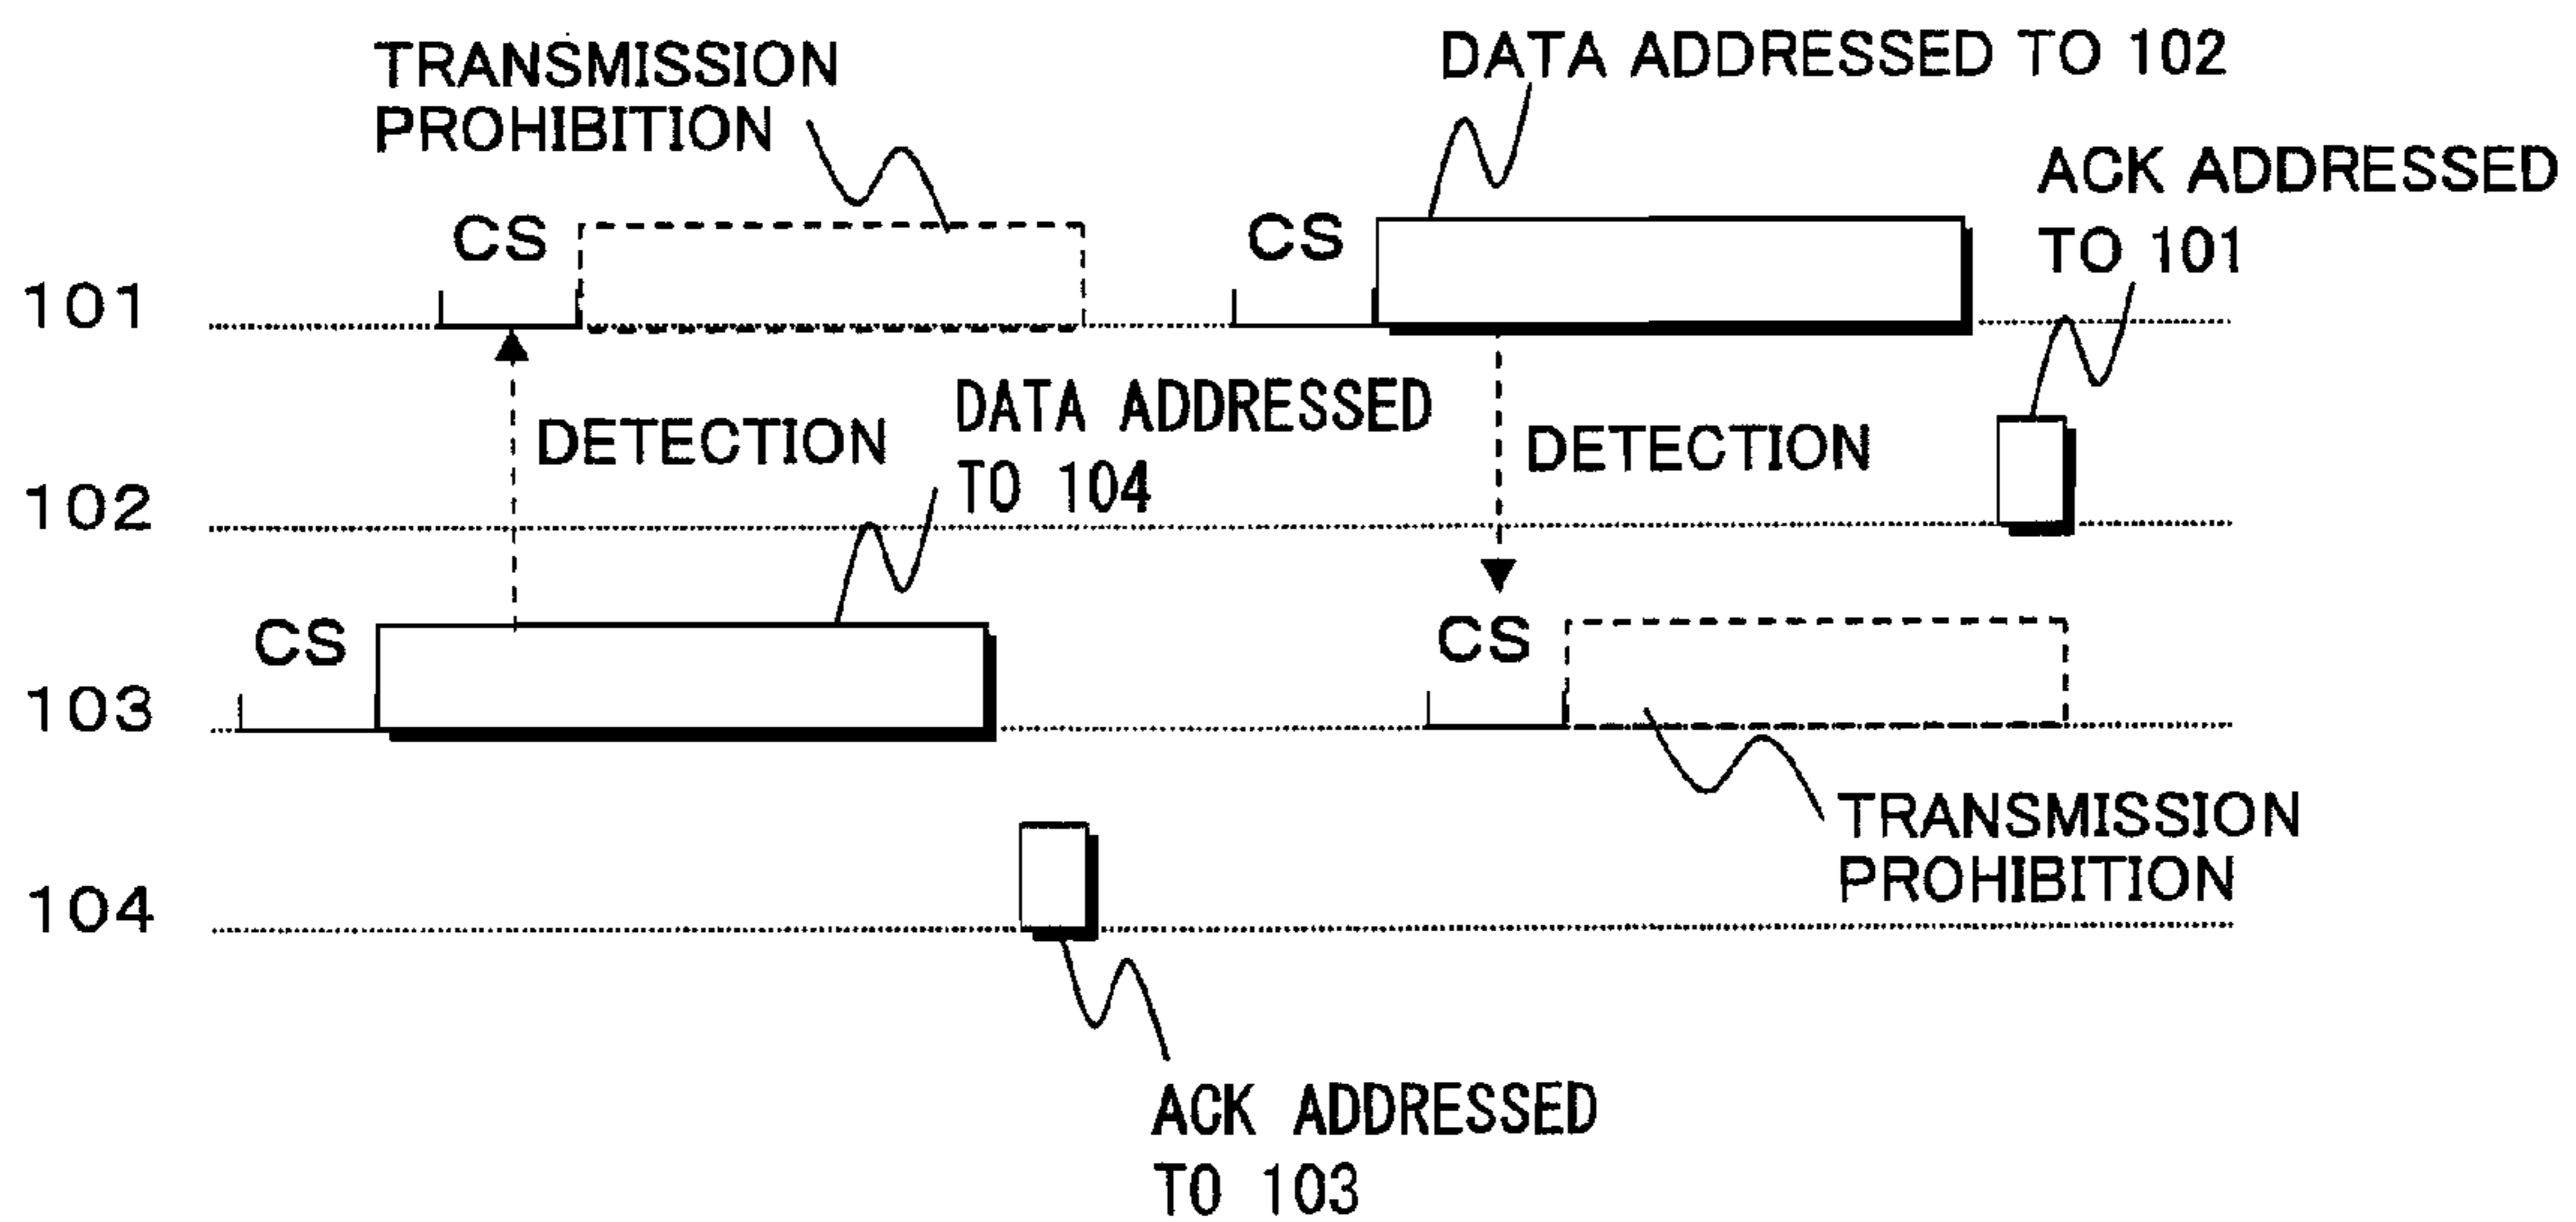 TRANSMISSION
PROHIBITION
DATA ADDRESSED TO 102
ACK ADDRESSED
TO 101
CS
CS
101
DETECTION
DATA ADDRESSED
TO 104
DETECTION
102
CS
CS
103
TRANSMISSION
PROHIBITION
104
ACK ADDRESSED
TO 103